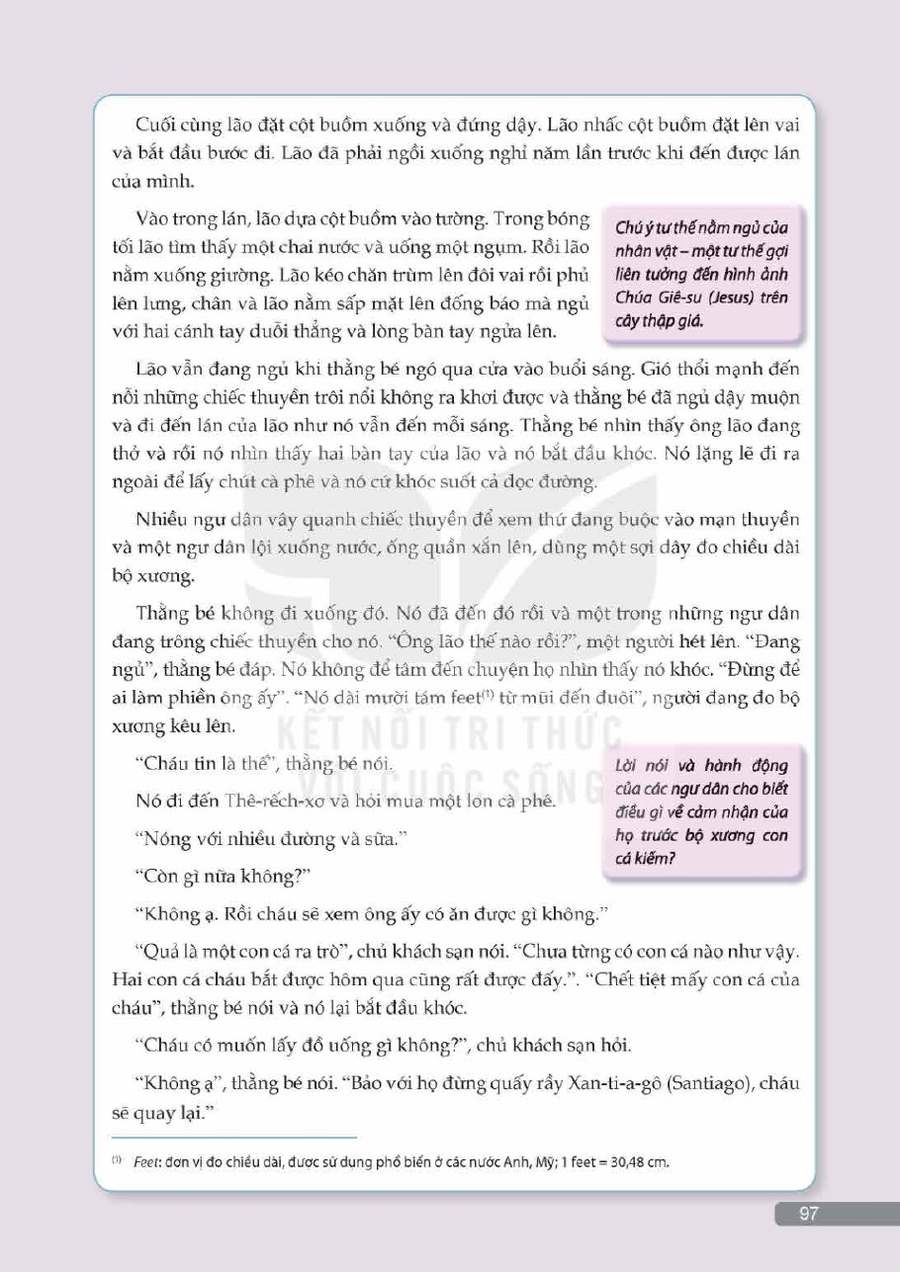 Cuối cùng lão đặt cột buồm xuống và đứng dậy. Lão nhấc cột buồm đặt lên vai
và bắt đầu bước đi. Lão đã phải ngồi xuống nghỉ năm lần trước khi đến được lán
của mình.
Vào trong lán, lão dựa cột buồm vào tường. Trong bóng
tối lão tìm thấy một chai nước và uống một ngụm. Rồi lão
nằm xuống giường. Lão kéo chăn trùm lên đôi vai rồi phủ
lên lưng, chân và lão nằm sấp mặt lên đống báo mà ngủ
với hai cánh tay duỗi thẳng và lòng bàn tay ngửa lên.
Chú ý tư thế nằm ngủ của
nhân vật – một tư thế gợi
liên tưởng đến hình ảnh
Chúa Giê-su (Jesus) trên
cây thập giá.
Lão vẫn đang ngủ khi thằng bé ngó qua cửa vào buổi sáng. Gió thổi mạnh đến
nỗi những chiếc thuyền trôi nổi không ra khơi được và thằng bé đã ngủ dậy muộn
và đi đến lán của lão như nó vẫn đến mỗi sáng. Thằng bé nhìn thấy ông lão đang
thở và rồi nó nhìn thấy hai bàn tay của lão và nó bắt đầu khóc. Nó lặng lẽ đi ra
ngoài để lấy chút cà phê và nó cứ khóc suốt cả dọc đường.
Nhiều ngư dân vây quanh chiếc thuyền để xem thứ đang buộc vào mạn thuyền
và một ngư dân lội xuống nước, ống quần xắn lên, dùng một sợi dây đo chiều dài
bộ xương.
Thằng bé không đi xuống đó. Nó đã đến đó rồi và một trong những ngư dân
đang trông chiếc thuyền cho nó. “Ông lão thế nào rồi?”, một người hét lên. “Đang
ngủ”, thằng bé đáp. Nó không để tâm đến chuyện họ nhìn thấy nó khóc. “Đừng để
ai làm phiền ông ấy”. “Nó dài mười tám feet(1) từ mũi đến đuôi”, người đang đo bộ
xương kêu lên.
KẾT NỐI TRI THỨC
VỚI CUỘC SỐNG
“Cháu tin là thế”, thằng bé nói.
Nó đi đến Thê-rếch-xơ và hỏi mua một lon cà phê.
“Nóng với nhiều đường và sữa.”
“Còn gì nữa không?”
Lời nói và hành động
của các ngư dân cho biết
điều gì về cảm nhận của
họ trước bộ xương con
cá kiếm?
“Không ạ. Rồi cháu sẽ xem ông ấy có ăn được gì không.”
“Quả là một con cá ra trò”, chủ khách sạn nói. “Chưa từng có con cá nào như vậy.
Hai con cá cháu bắt được hôm qua cũng rất được đấy.”. “Chết tiệt mấy con cá của
cháu”, thằng bé nói và nó lại bắt đầu khóc.
“Cháu có muốn lấy đồ uống gì không?”, chủ khách sạn hỏi.
“Không ạ”, thằng bé nói. “Bảo với họ đừng quấy rầy Xan-ti-a-gô (Santiago), cháu
sẽ quay lại.”
(1) Feet: đơn vị đo chiều dài, được sử dụng phổ biến ở các nước Anh, Mỹ; 1 feet = 30,48 cm.
97